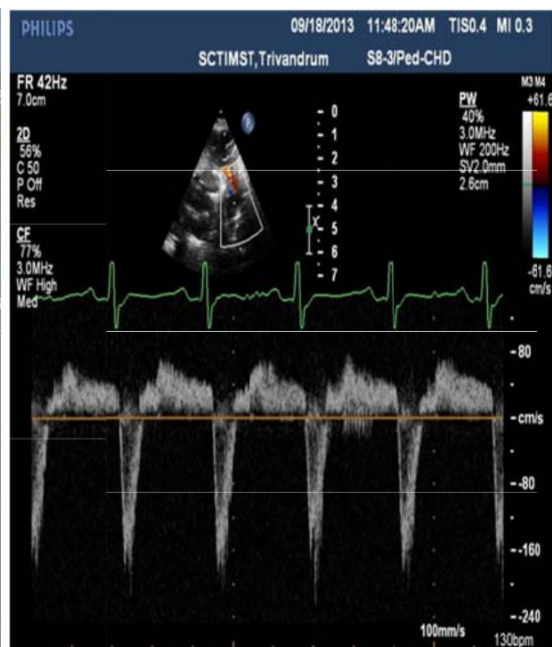 PHILIPS
09/18/2013 11:48:20AM TIS0.4 MI 0.3
SCTIMST,Trivandrum S8-3/Ped-CHD
FR 42Hz
7.0cm
2D
56%
C 50
P Off
Res
CF
77%
3.0MHz
WF High
Med
0
1
2
3
4
5
6
7
X
PW
40%
3.0MHz
WF 200Hz
SV2.0mm
2.6cm
M3 M4
+61.6
-61.6
cm/s
80
cm/s
-80
-160
-240
100mm/s
130bpm